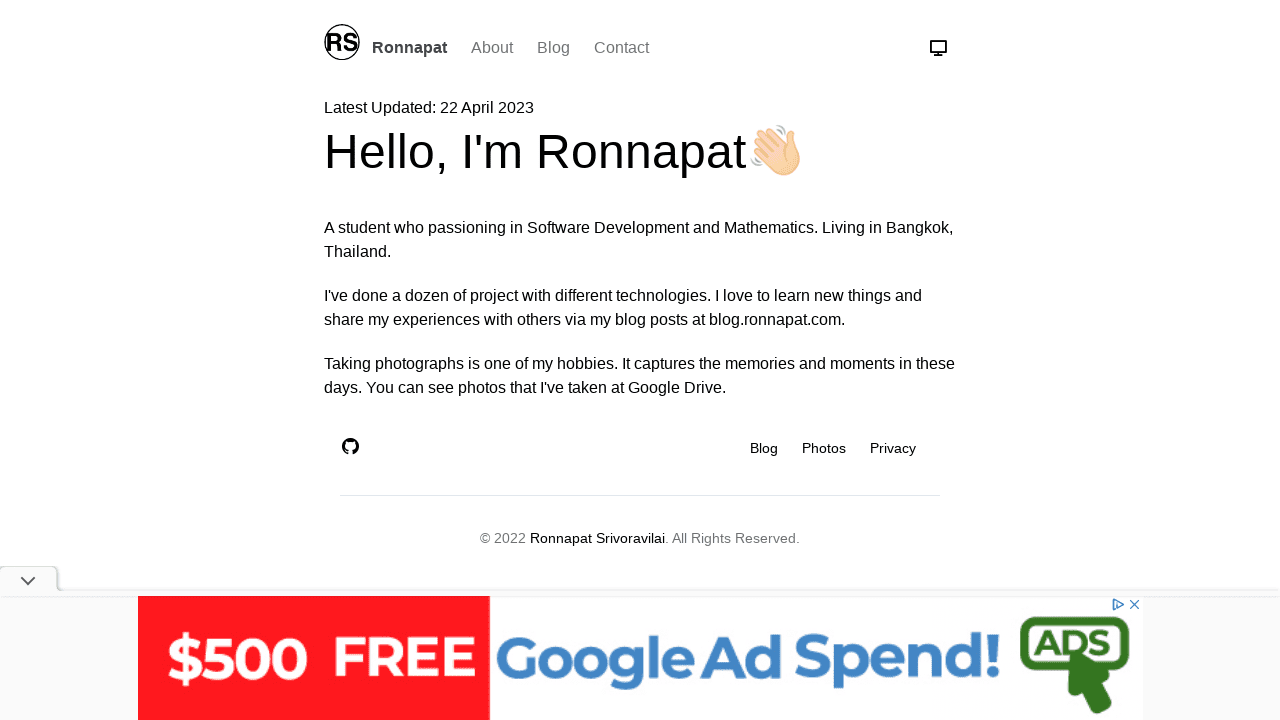 RS Ronnapat About Blog Contact
Latest Updated: 22 April 2023
Hello, I'm Ronnapat👋🏻
A student who passioning in Software Development and Mathematics. Living in Bangkok,
Thailand.
I've done a dozen of project with different technologies. I love to learn new things and
share my experiences with others via my blog posts at blog.ronnapat.com.
Taking photographs is one of my hobbies. It captures the memories and moments in these
days. You can see photos that I've taken at Google Drive.
Blog Photos Privacy
© 2022 Ronnapat Srivoravilai. All Rights Reserved.
$500 FREE Google Ad Spend! ADS